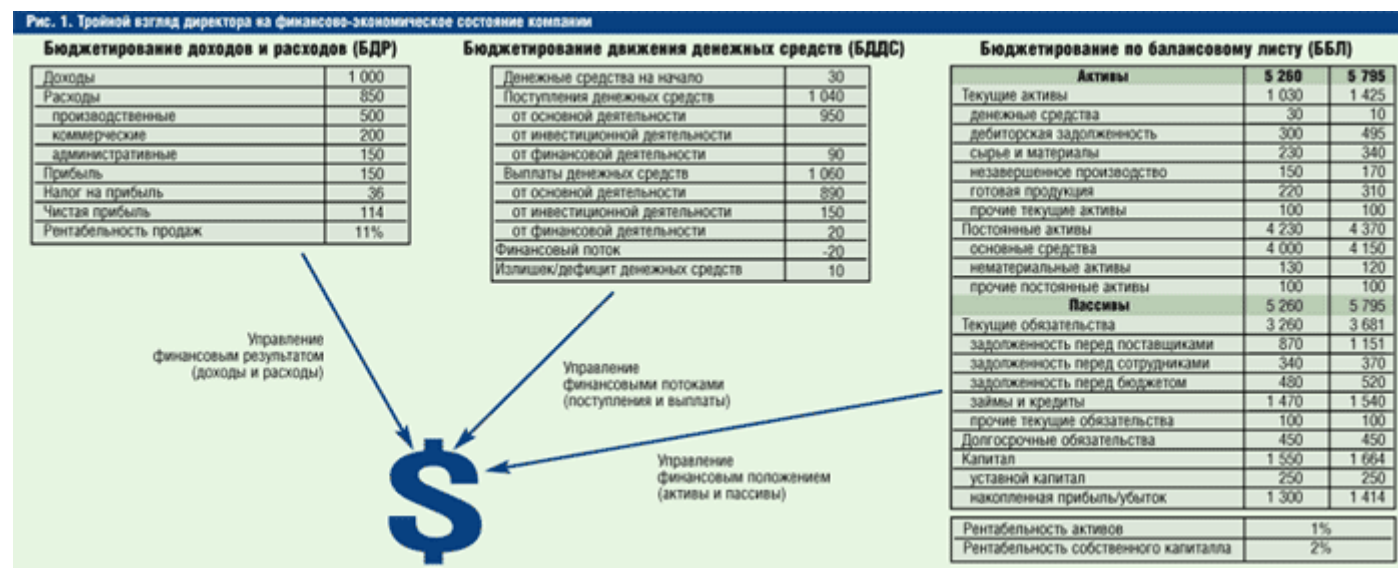 Рис. 1. Тройной взгляд директора на финансово-экономическое состояние компании
Бюджетирование доходов и расходов (БДР)
Доходы 1 000
Расходы 850
производственные 500
коммерческие 200
административные 150
Прибыль 150
Налог на прибыль 36
Чистая прибыль 114
Рентабельность продаж 11%
Бюджетирование движения денежных средств (БДДС)
Денежные средства на начало 30
Поступления денежных средств 1 040
от основной деятельности 950
от инвестиционной деятельности
от финансовой деятельности 90
Выплаты денежных средств 1 060
от основной деятельности 890
от инвестиционной деятельности 150
от финансовой деятельности 20
Финансовый поток -20
Излишек/дефицит денежных средств 10
Бюджетирование по балансовому листу (ББЛ)
Активы 5 260 5 795
Текущие активы 1 030 1 425
денежные средства 30 10
дебиторская задолженность 300 495
сырье и материалы 230 340
незавершенное производство 150 170
готовая продукция 220 310
прочие текущие активы 100 100
Постоянные активы 4 230 4 370
основные средства 4 000 4 150
нематериальные активы 130 120
прочие постоянные активы 100 100
Пассивы 5 260 5 795
Текущие обязательства 3 260 3 681
задолженность перед поставщиками 870 1 151
задолженность перед сотрудниками 340 370
задолженность перед бюджетом 480 520
займы и кредиты 1 470 1 540
прочие текущие обязательства 100 100
Долгосрочные обязательства 450 450
Капитал 1 550 1 664
уставной капитал 250 250
накопленная прибыль/убыток 1 300 1 414
Рентабельность активов 1%
Рентабельность собственного капиталла 2%
Управление
финансовым результатом
(доходы и расходы)
Управление
финансовыми потоками
(поступления и выплаты)
Управление
финансовым положением
(активы и пассивы)
$